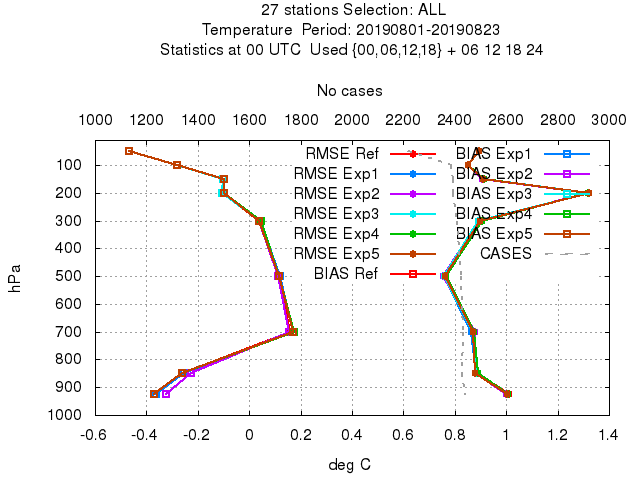 27 stations Selection: ALL
Temperature  Period: 20190801-20190823
Statistics at 00 UTC  Used {00,06,12,18} + 06 12 18 24
No cases
1000 1200 1400 1600 1800 2000 2200 2400 2600 2800 3000
100
200
300
400
500
600
700
800
900
1000
hPa
RMSE Ref
RMSE Exp1
RMSE Exp2
RMSE Exp3
RMSE Exp4
RMSE Exp5
BIAS Ref
BIAS Exp1
BIAS Exp2
BIAS Exp3
BIAS Exp4
BIAS Exp5
CASES
-0.6 -0.4 -0.2 0 0.2 0.4 0.6 0.8 1 1.2 1.4
deg C